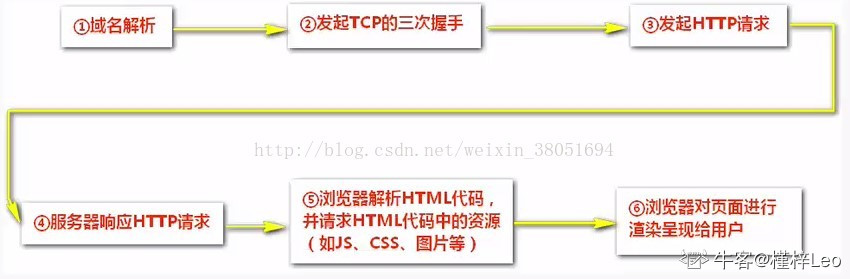 ①域名解析
②发起TCP的三次握手
③发起HTTP请求
http://blog.csdn.net/weixin_38051694
④服务器响应HTTP请求
⑤浏览器解析HTML代码，
并请求HTML代码中的资源
（如JS、CSS、图片等）
⑥浏览器对页面进行
渲染呈现给用户
牛客@槿梓Leo